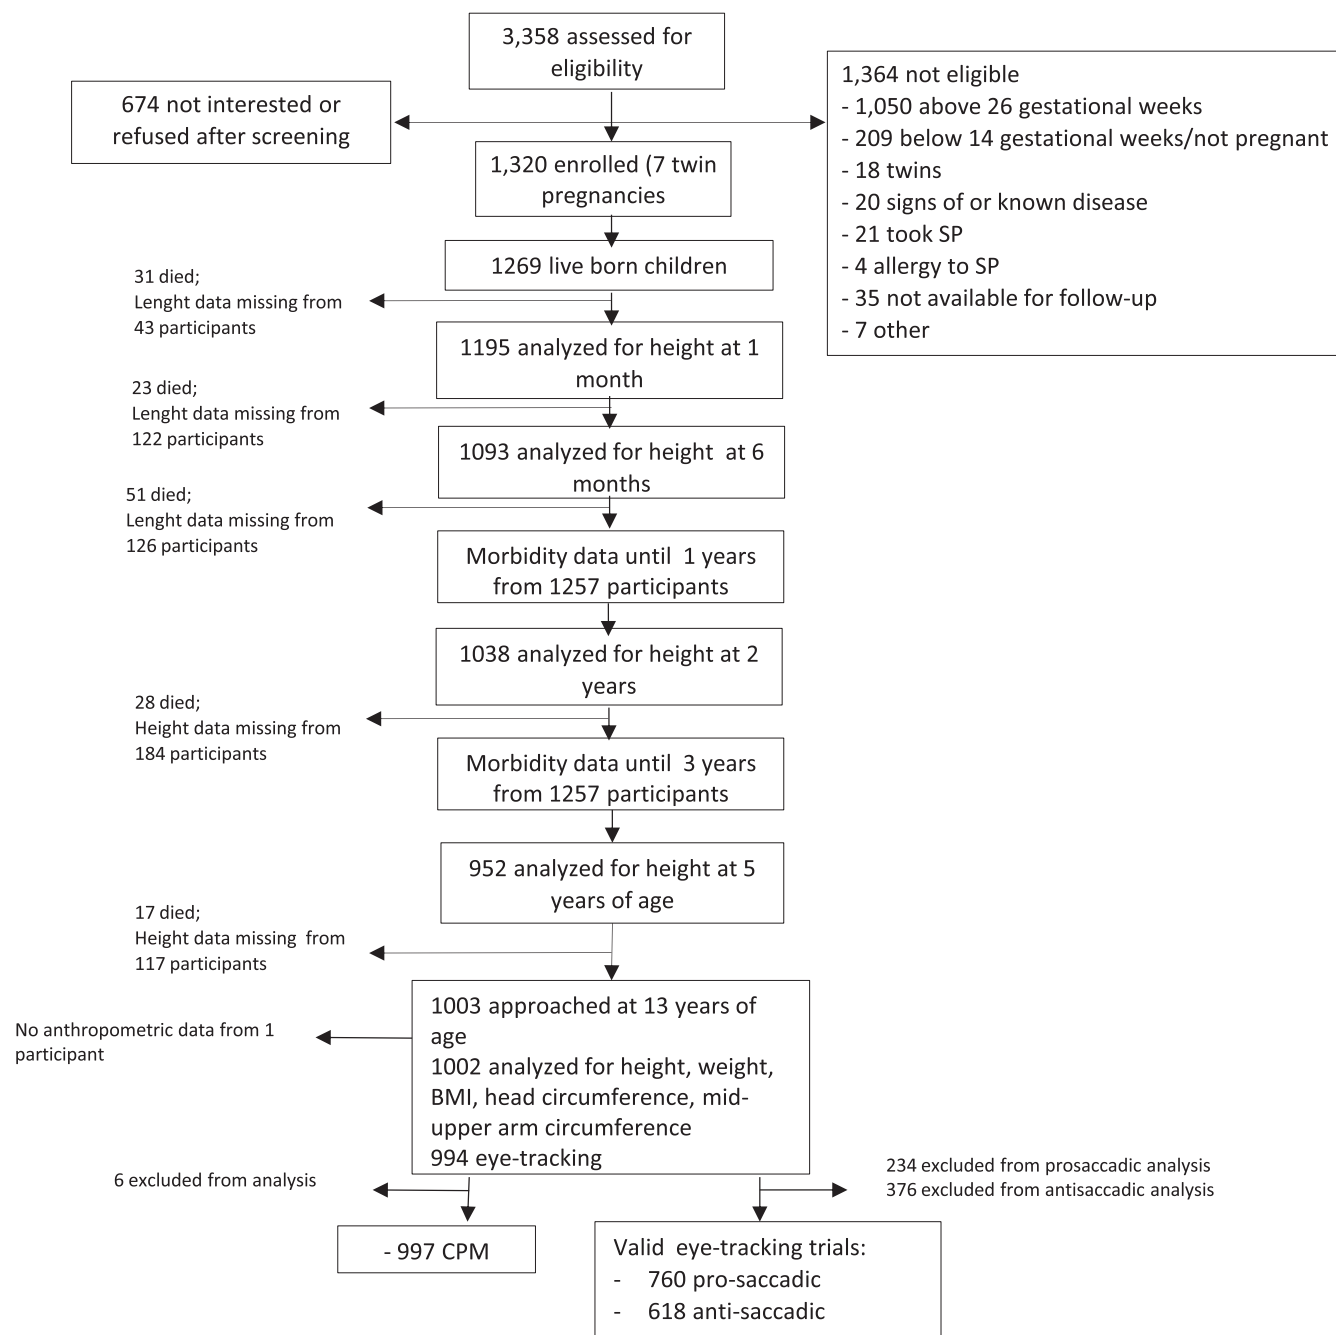 3,358 assessed for
eligibility
674 not interested or
refused after screening
1,364 not eligible
- 1,050 above 26 gestational weeks
- 209 below 14 gestational weeks/not pregnant
- 18 twins
- 20 signs of or known disease
- 21 took SP
- 4 allergy to SP
- 35 not available for follow-up
- 7 other
1,320 enrolled (7 twin
pregnancies
1269 live born children
31 died;
Lenght data missing from
43 participants
1195 analyzed for height at 1
month
23 died;
Lenght data missing from
122 participants
1093 analyzed for height at 6
months
51 died;
Lenght data missing from
126 participants
Morbidity data until 1 years
from 1257 participants
1038 analyzed for height at 2
years
28 died;
Height data missing from
184 participants
Morbidity data until 3 years
from 1257 participants
952 analyzed for height at 5
years of age
17 died;
Height data missing from
117 participants
1003 approached at 13 years of
age
1002 analyzed for height, weight,
BMI, head circumference, mid-
upper arm circumference
994 eye-tracking
No anthropometric data from 1
participant
6 excluded from analysis
234 excluded from prosaccadic analysis
376 excluded from antisaccadic analysis
- 997 CPM
Valid eye-tracking trials:
- 760 pro-saccadic
- 618 anti-saccadic